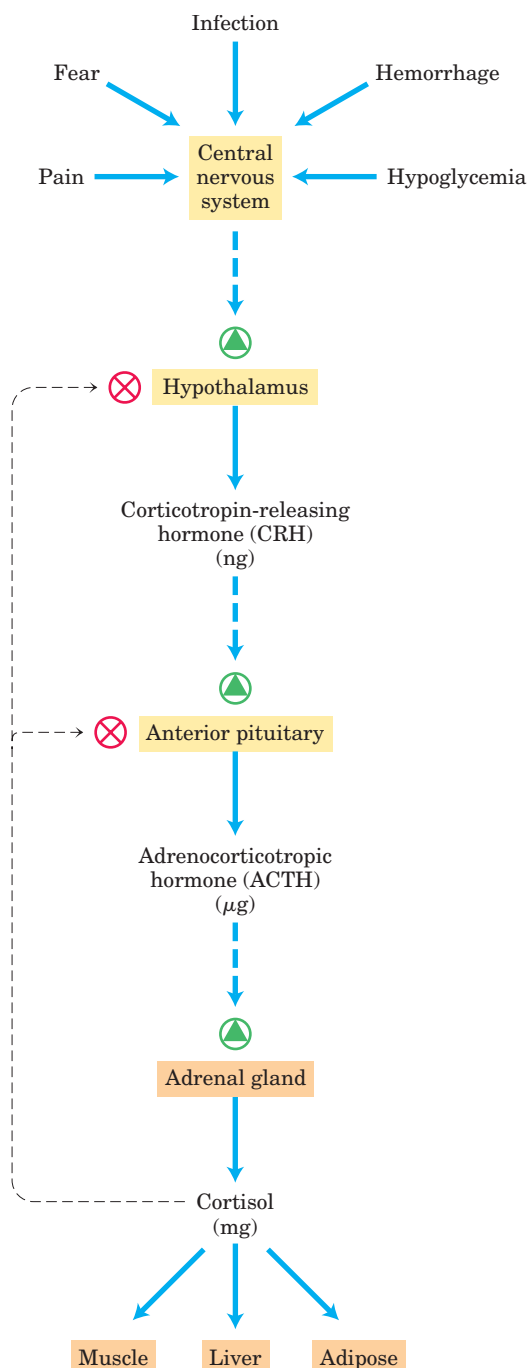 Infection
Fear
Hemorrhage
Central
nervous
system
Pain
Hypoglycemia
Hypothalamus
Corticotropin-releasing
hormone (CRH)
(ng)
Anterior pituitary
Adrenocorticotropic
hormone (ACTH)
(μg)
Adrenal gland
Cortisol
(mg)
Muscle
Liver
Adipose